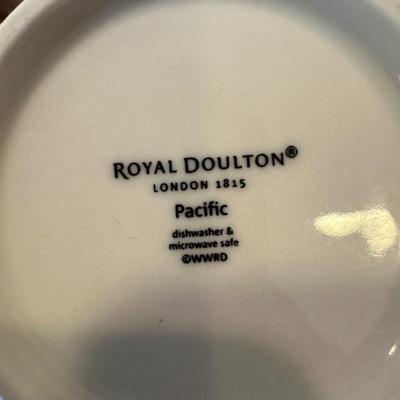 ROYAL DOULTON®
LONDON 1815
Pacific
dishwasher &
microwave safe
©WWRD